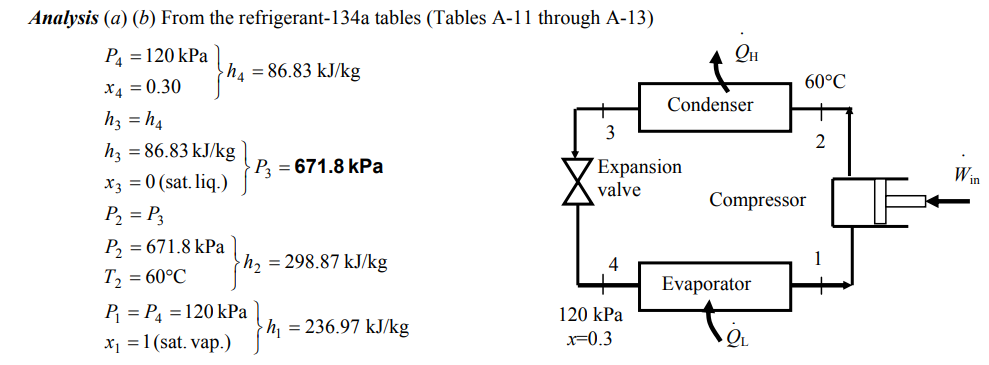 Analysis (a) (b) From the refrigerant-134a tables (Tables A-11 through A-13)
P₄ = 120 kPa
x₄ = 0.30
} h₄ = 86.83 kJ/kg
h₃ = h₄
h₃ = 86.83 kJ/kg
x₃ = 0 (sat. liq.)
} P₃ = 671.8 kPa
P₂ = P₃
P₂ = 671.8 kPa
T₂ = 60°C
} h₂ = 298.87 kJ/kg
P₁ = P₄ = 120 kPa
x₁ = 1 (sat. vap.)
} h₁ = 236.97 kJ/kg
Q̇H
60°C
Condenser
3
2
Expansion
valve
Ẇin
Compressor
4
1
Evaporator
120 kPa
x=0.3
Q̇L